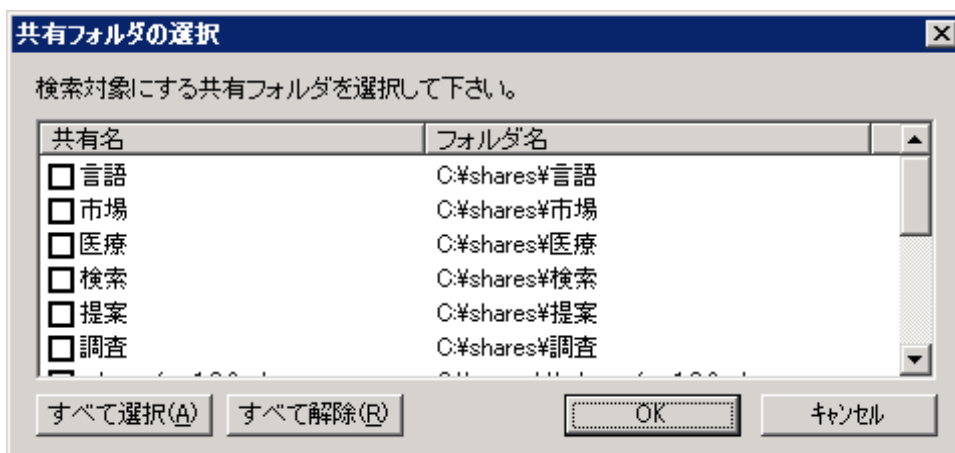 共有フォルダの選択
検索対象にする共有フォルダを選択して下さい。
共有名 フォルダ名
言語 C:¥shares¥言語
市場 C:¥shares¥市場
医療 C:¥shares¥医療
検索 C:¥shares¥検索
提案 C:¥shares¥提案
調査 C:¥shares¥調査
すべて選択(A) すべて解除(R) OK キャンセル